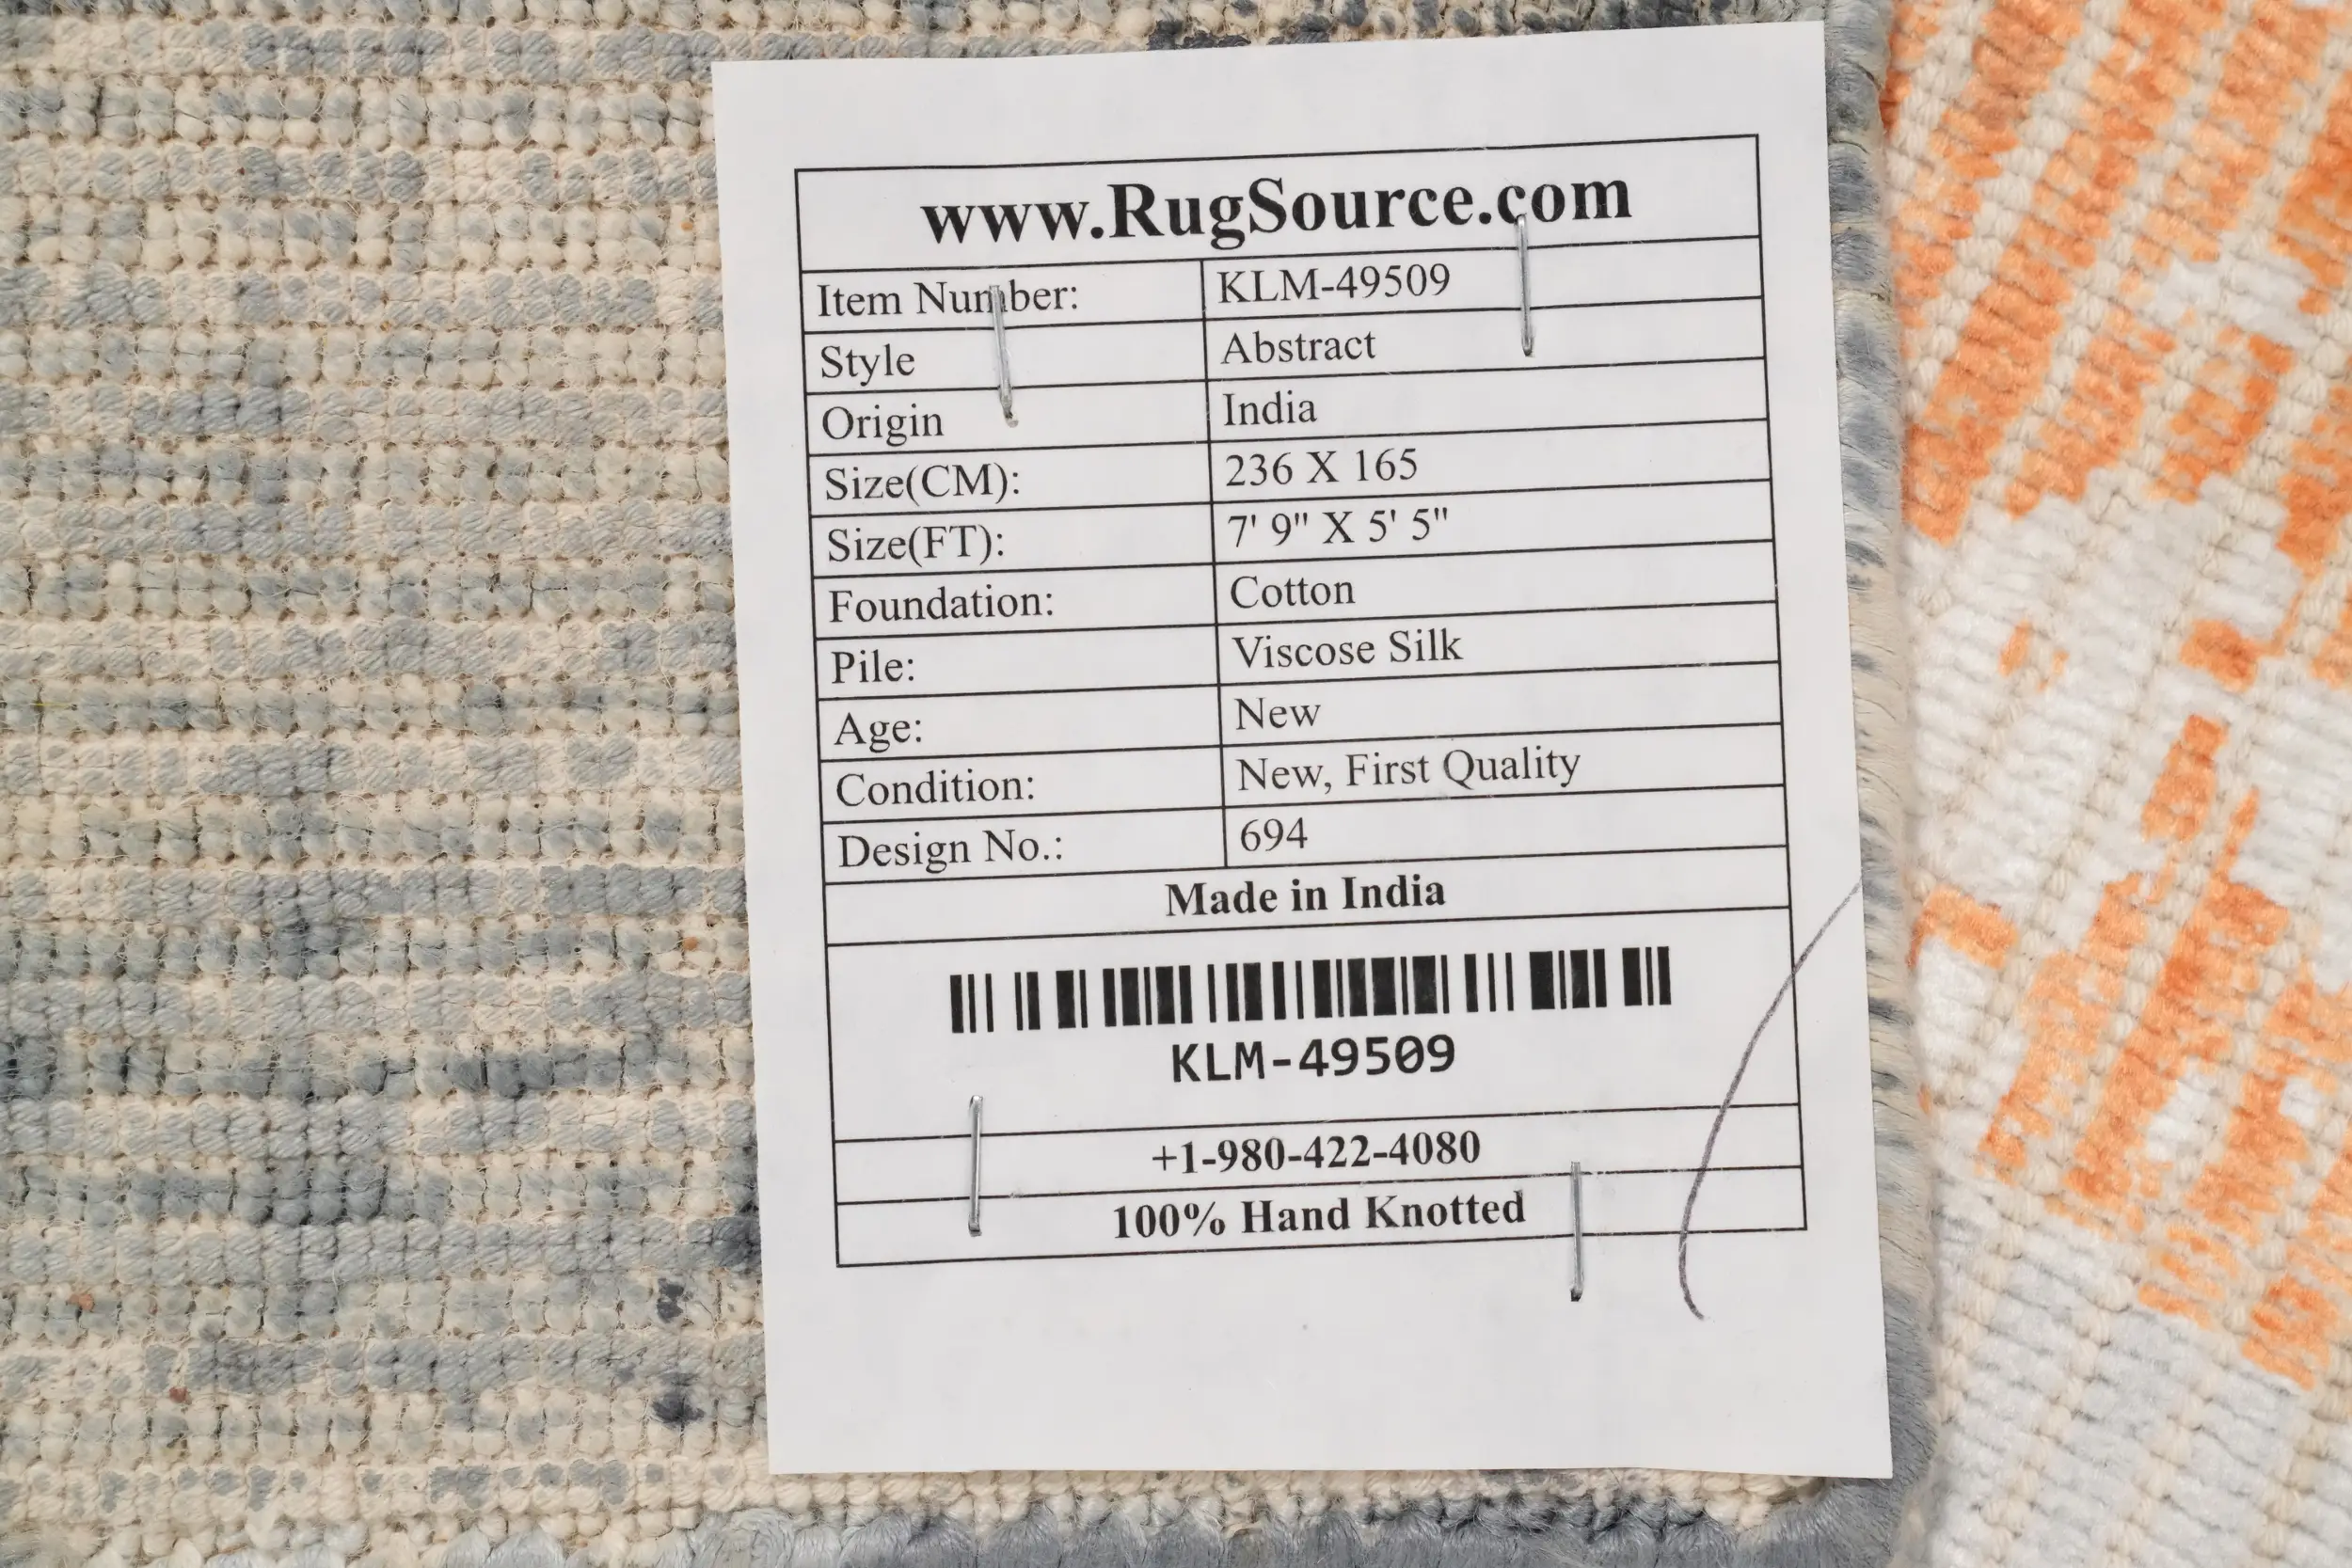 www.RugSource.com
Item Number: KLM-49509
Style Abstract
Origin India
Size(CM): 236 X 165
Size(FT): 7' 9" X 5' 5"
Foundation: Cotton
Pile: Viscose Silk
Age: New
Condition: New, First Quality
Design No.: 694
Made in India
KLM-49509
+1-980-422-4080
100% Hand Knotted